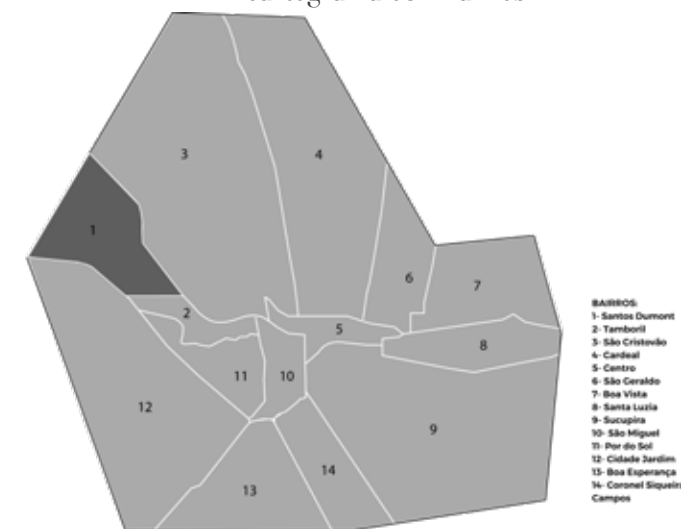 3
4
1
6
7
2
5
8
11
10
12
9
14
13
BAIRROS:
1- Santos Dumont
2- Tamboril
3- São Cristovão
4- Cardeal
5- Centro
6- São Geraldo
7- Boa Vista
8- Santa Luzia
9- Sucupira
10- São Miguel
11- Por do Sol
12- Cidade Jardim
13- Boa Esperança
14- Coronel Siqueira
Campos